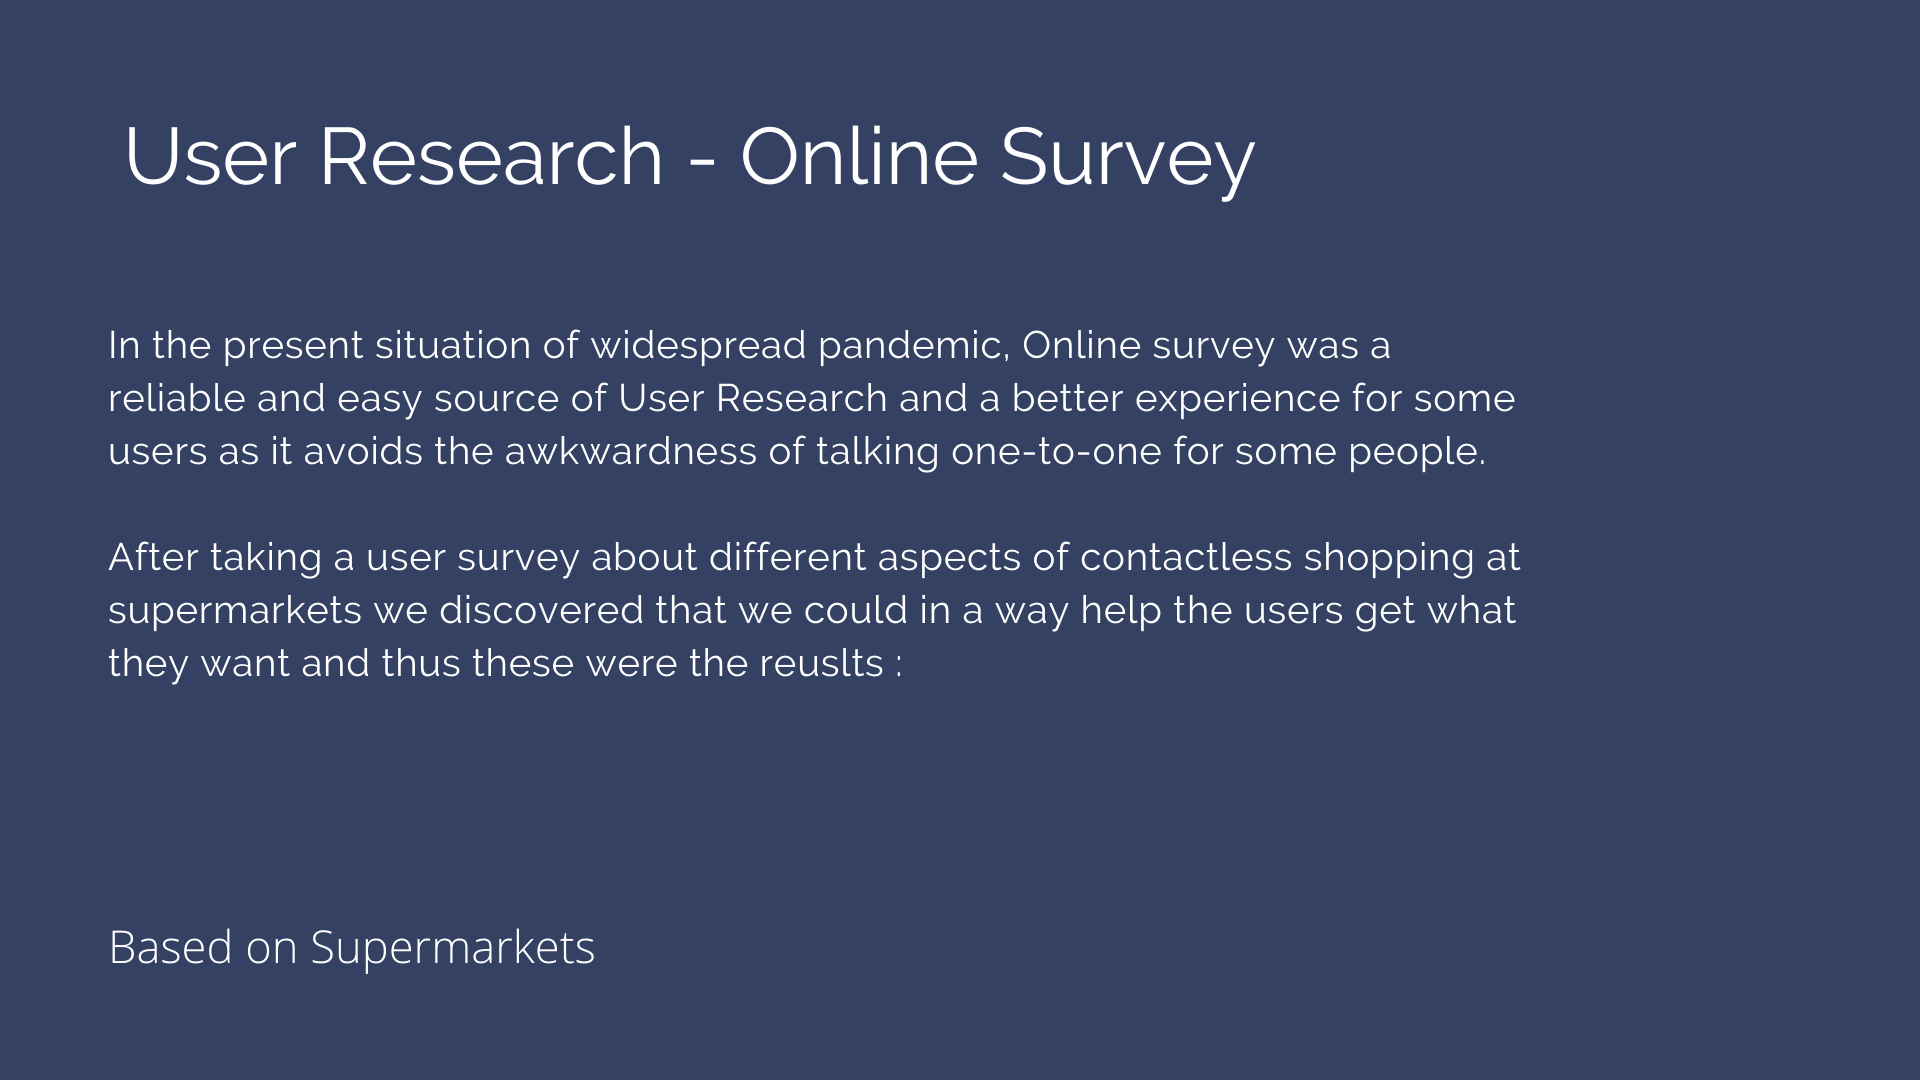 User Research - Online Survey
In the present situation of widespread pandemic, Online survey was a
reliable and easy source of User Research and a better experience for some
users as it avoids the awkwardness of talking one-to-one for some people.
After taking a user survey about different aspects of contactless shopping at
supermarkets we discovered that we could in a way help the users get what
they want and thus these were the reuslts :
Based on Supermarkets